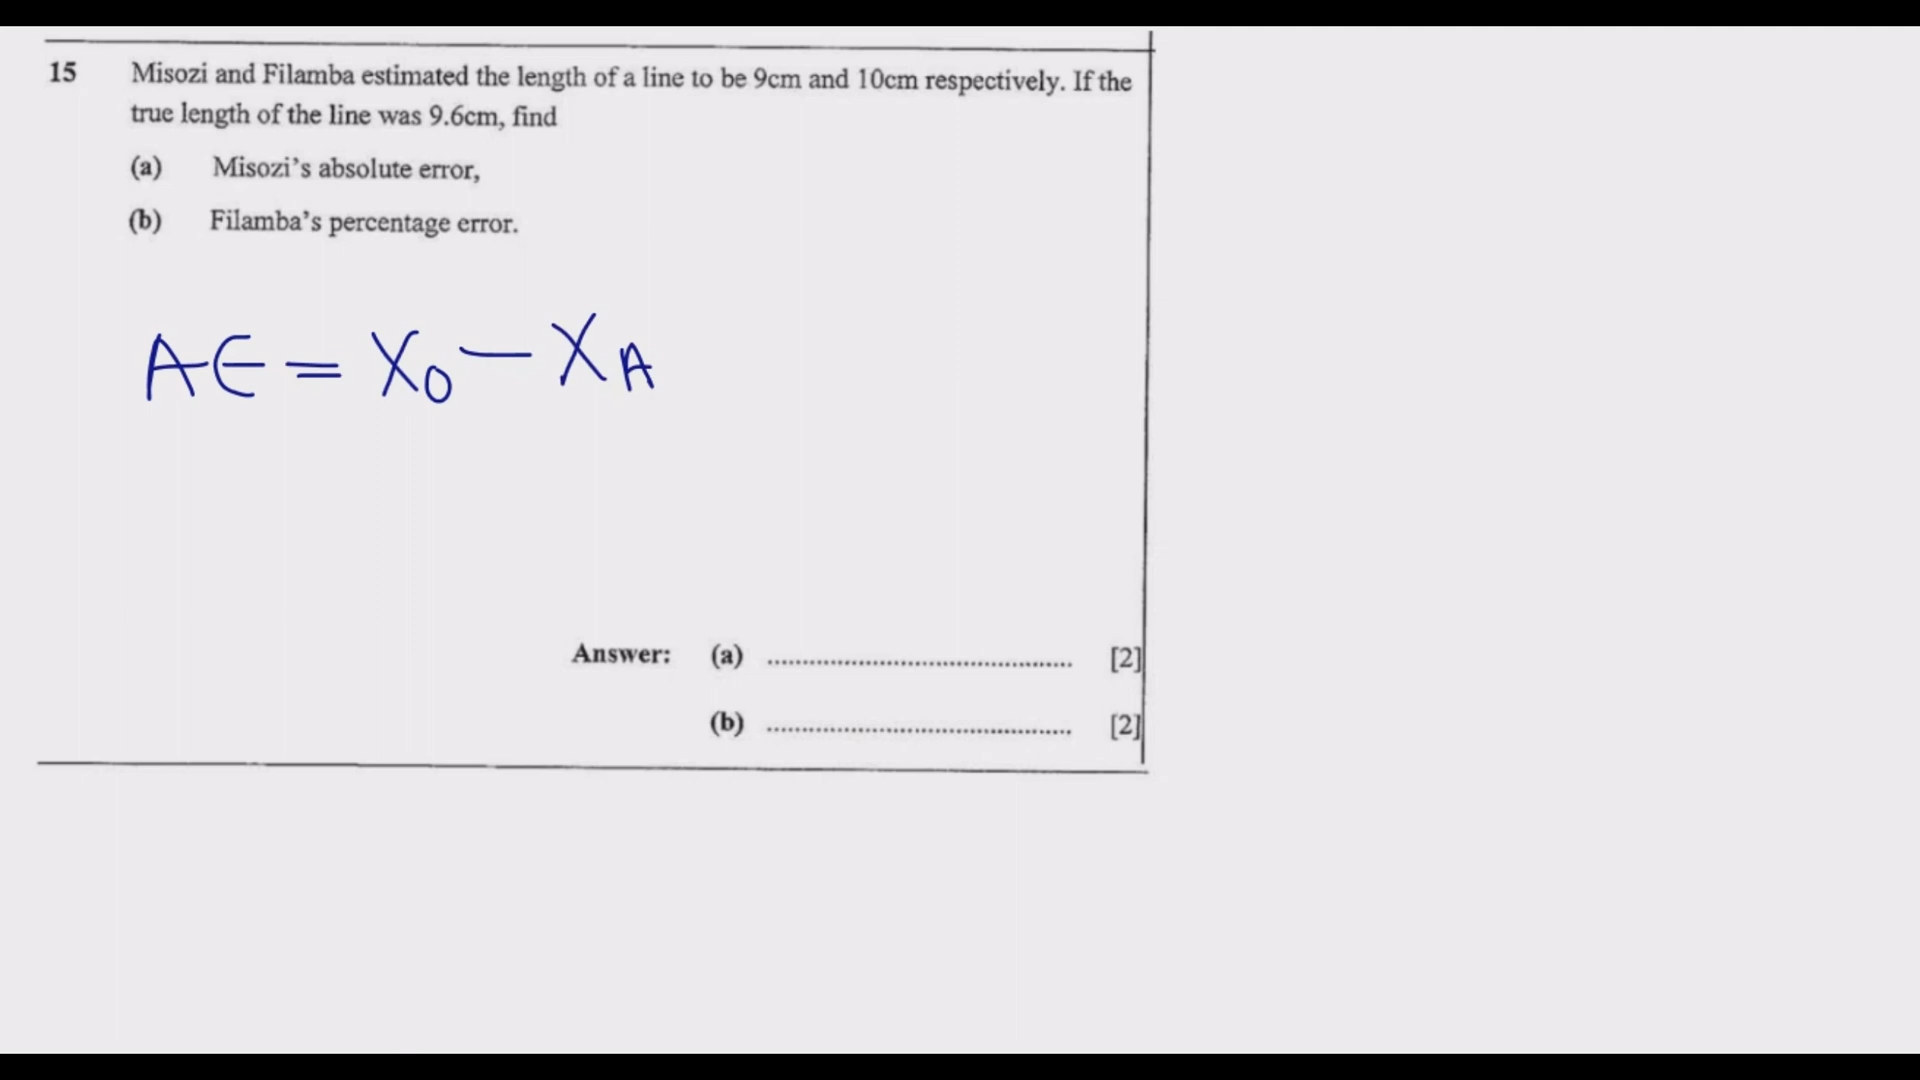 15 Misozi and Filamba estimated the length of a line to be 9cm and 10cm respectively. If the
true length of the line was 9.6cm, find
(a) Misozi's absolute error,
(b) Filamba's percentage error.
AE = X₀ – X_A
Answer: (a) ............................................ [2]
(b) ............................................ [2]